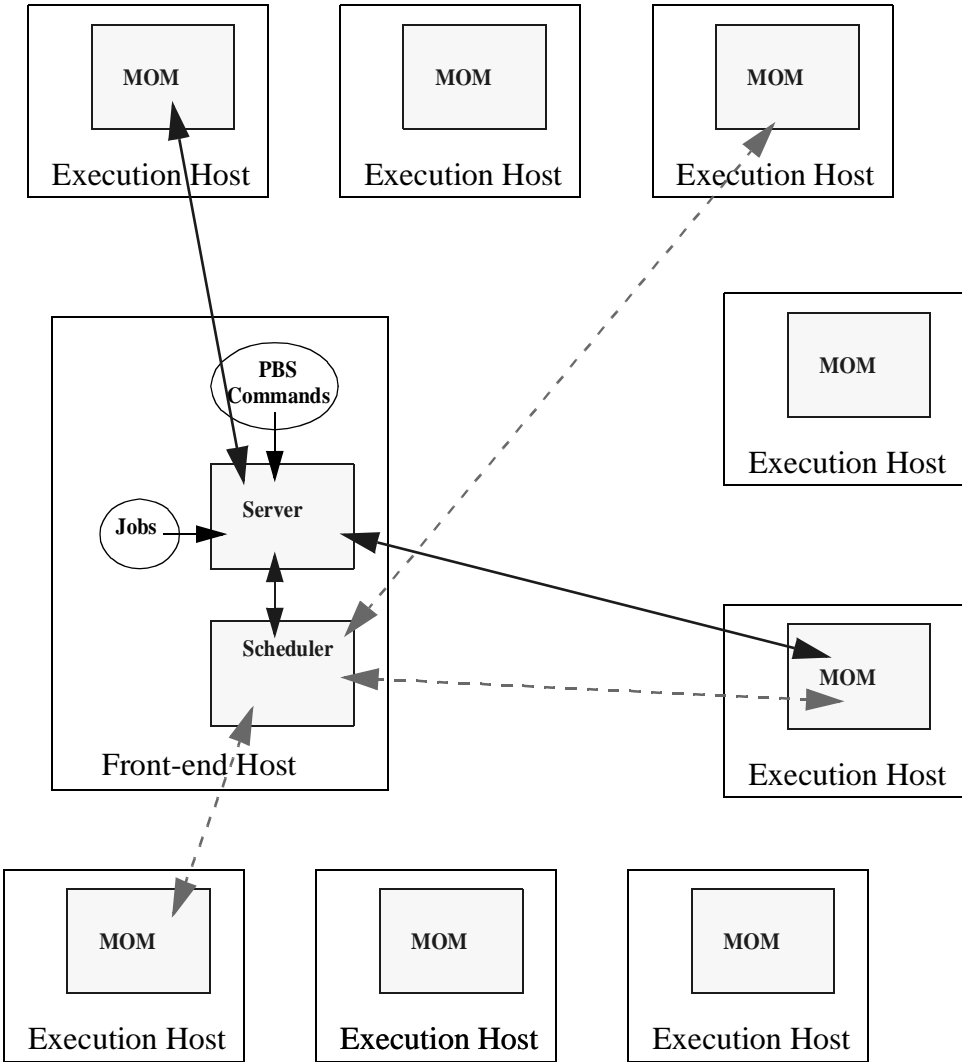 MOM
Execution Host
MOM
Execution Host
MOM
Execution Host
PBS
Commands
Server
Jobs
Scheduler
Front-end Host
MOM
Execution Host
MOM
Execution Host
MOM
Execution Host
MOM
Execution Host
MOM
Execution Host